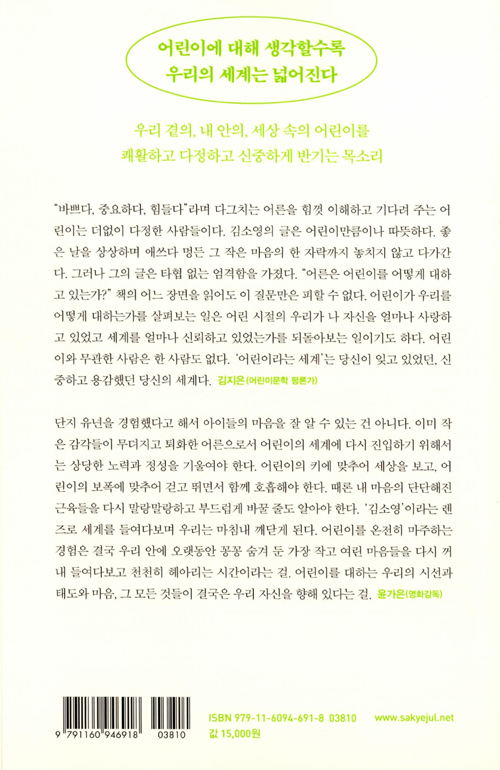 어린이에 대해 생각할수록
우리의 세계는 넓어진다
우리 곁의, 내 안의, 세상 속의 어린이를
쾌활하고 다정하고 신중하게 반기는 목소리
“바쁘다, 중요하다, 힘들다”라며 다그치는 어른을 힘껏 이해하고 기다려 주는 어
린이는 더없이 다정한 사람들이다. 김소영의 글은 어린이만큼이나 따뜻하다. 좋
은 날을 상상하며 애쓰다 멍든 그 작은 마음의 한 자락까지 놓치지 않고 다가간
다. 그러나 그의 글은 타협 없는 엄격함을 가졌다. “어른은 어린이를 어떻게 대하
고 있는가?” 책의 어느 장면을 읽어도 이 질문만은 피할 수 없다. 어린이가 우리를
어떻게 대하는가를 살펴보는 일은 어린 시절의 우리가 나 자신을 얼마나 사랑하
고 있었고 세계를 얼마나 신뢰하고 있었는가를 되돌아보는 일이기도 하다. 어린
이와 무관한 사람은 한 사람도 없다. ‘어린이라는 세계’는 당신이 잊고 있었던, 신
중하고 용감했던 당신의 세계다. 김지은(어린이문학 평론가)
단지 유년을 경험했다고 해서 아이들의 마음을 잘 알 수 있는 건 아니다. 이미 작
은 감각들이 무뎌지고 퇴화한 어른으로서 어린이의 세계에 다시 진입하기 위해서
는 상당한 노력과 정성을 기울여야 한다. 어린이의 키에 맞추어 세상을 보고, 어
린이의 보폭에 맞추어 걷고 뛰면서 함께 호흡해야 한다. 때론 내 마음의 단단해진
근육들을 다시 말랑말랑하고 부드럽게 바꿀 줄도 알아야 한다. ‘김소영’이라는 렌
즈로 세계를 들여다보며 우리는 마침내 깨닫게 된다. 어린이를 온전히 마주하는
경험은 결국 우리 안에 오랫동안 꽁꽁 숨겨 둔 가장 작고 여린 마음들을 다시 꺼
내 들여다보고 천천히 헤아리는 시간이라는 걸. 어린이를 대하는 우리의 시선과
태도와 마음, 그 모든 것들이 결국은 우리 자신을 향해 있다는 걸. 윤가은(영화감독)
ISBN 979-11-6094-691-8 03810 www.sakyejul.net
값 15,000원
9 791160 946918 03810